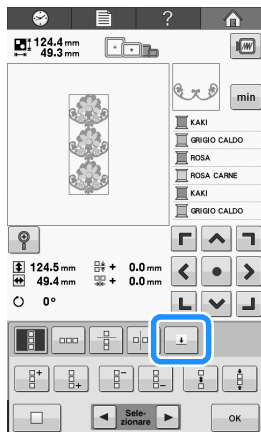 ?
124.4 mm
49.3 mm
min
KAKI
GRIGIO CALDO
ROSA
ROSA CARNE
KAKI
GRIGIO CALDO
124.5 mm + 0.0 mm
49.4 mm + 0.0 mm
0°
Sele-
zionare
OK